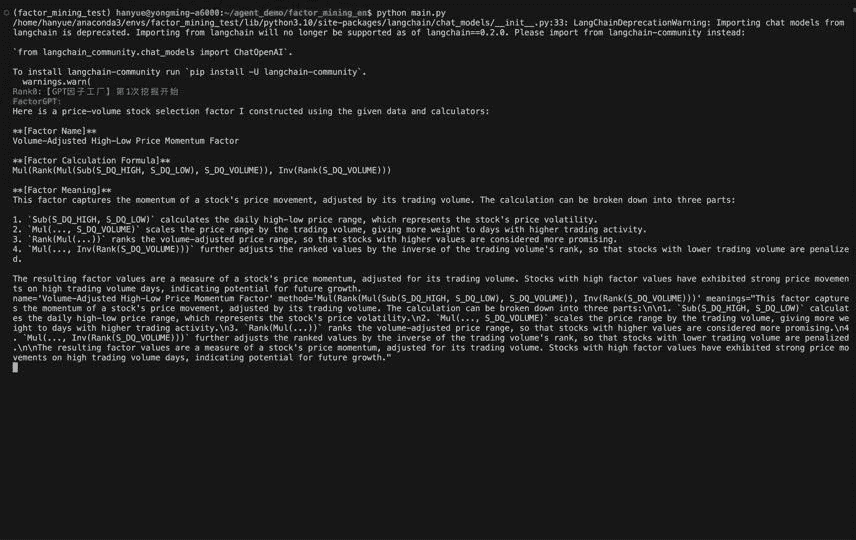 (factor_mining_test) hanyue@yongming-a6000:~/agent_demo/factor_mining_en$ python main.py
/home/hanyue/anaconda3/envs/factor_mining_test/lib/python3.10/site-packages/langchain/chat_models/__init__.py:33: LangChainDeprecationWarning: Importing chat models from
langchain is deprecated. Importing from langchain will no longer be supported as of langchain==0.2.0. Please import from langchain-community instead:
`from langchain_community.chat_models import ChatOpenAI`.
To install langchain-community run `pip install -U langchain-community`.
warnings.warn(
Rank0:【GPT因子工厂】第1次挖掘开始
FactorGPT:
Here is a price-volume stock selection factor I constructed using the given data and calculators:
**[Factor Name]**
Volume-Adjusted High-Low Price Momentum Factor
**[Factor Calculation Formula]**
Mul(Rank(Mul(Sub(S_DQ_HIGH, S_DQ_LOW), S_DQ_VOLUME)), Inv(Rank(S_DQ_VOLUME)))
**[Factor Meaning]**
This factor captures the momentum of a stock's price movement, adjusted by its trading volume. The calculation can be broken down into three parts:
1. `Sub(S_DQ_HIGH, S_DQ_LOW)` calculates the daily high-low price range, which represents the stock's price volatility.
2. `Mul(..., S_DQ_VOLUME)` scales the price range by the trading volume, giving more weight to days with higher trading activity.
3. `Rank(Mul(...))` ranks the volume-adjusted price range, so that stocks with higher values are considered more promising.
4. `Mul(..., Inv(Rank(S_DQ_VOLUME)))` further adjusts the ranked values by the inverse of the trading volume's rank, so that stocks with lower trading volume are penalize
d.
The resulting factor values are a measure of a stock's price momentum, adjusted for its trading volume. Stocks with high factor values have exhibited strong price movemen
ts on high trading volume days, indicating potential for future growth.
name='Volume-Adjusted High-Low Price Momentum Factor' method='Mul(Rank(Mul(Sub(S_DQ_HIGH, S_DQ_LOW), S_DQ_VOLUME)), Inv(Rank(S_DQ_VOLUME)))' meanings="This factor capture
s the momentum of a stock's price movement, adjusted by its trading volume. The calculation can be broken down into three parts:\n\n1. `Sub(S_DQ_HIGH, S_DQ_LOW)` calculat
es the daily high-low price range, which represents the stock's price volatility.\n2. `Mul(..., S_DQ_VOLUME)` scales the price range by the trading volume, giving more we
ight to days with higher trading activity.\n3. `Rank(Mul(...))` ranks the volume-adjusted price range, so that stocks with higher values are considered more promising.\n4
. `Mul(..., Inv(Rank(S_DQ_VOLUME)))` further adjusts the ranked values by the inverse of the trading volume's rank, so that stocks with lower trading volume are penalized
.\n\nThe resulting factor values are a measure of a stock's price momentum, adjusted for its trading volume. Stocks with high factor values have exhibited strong price mo
vements on high trading volume days, indicating potential for future growth."